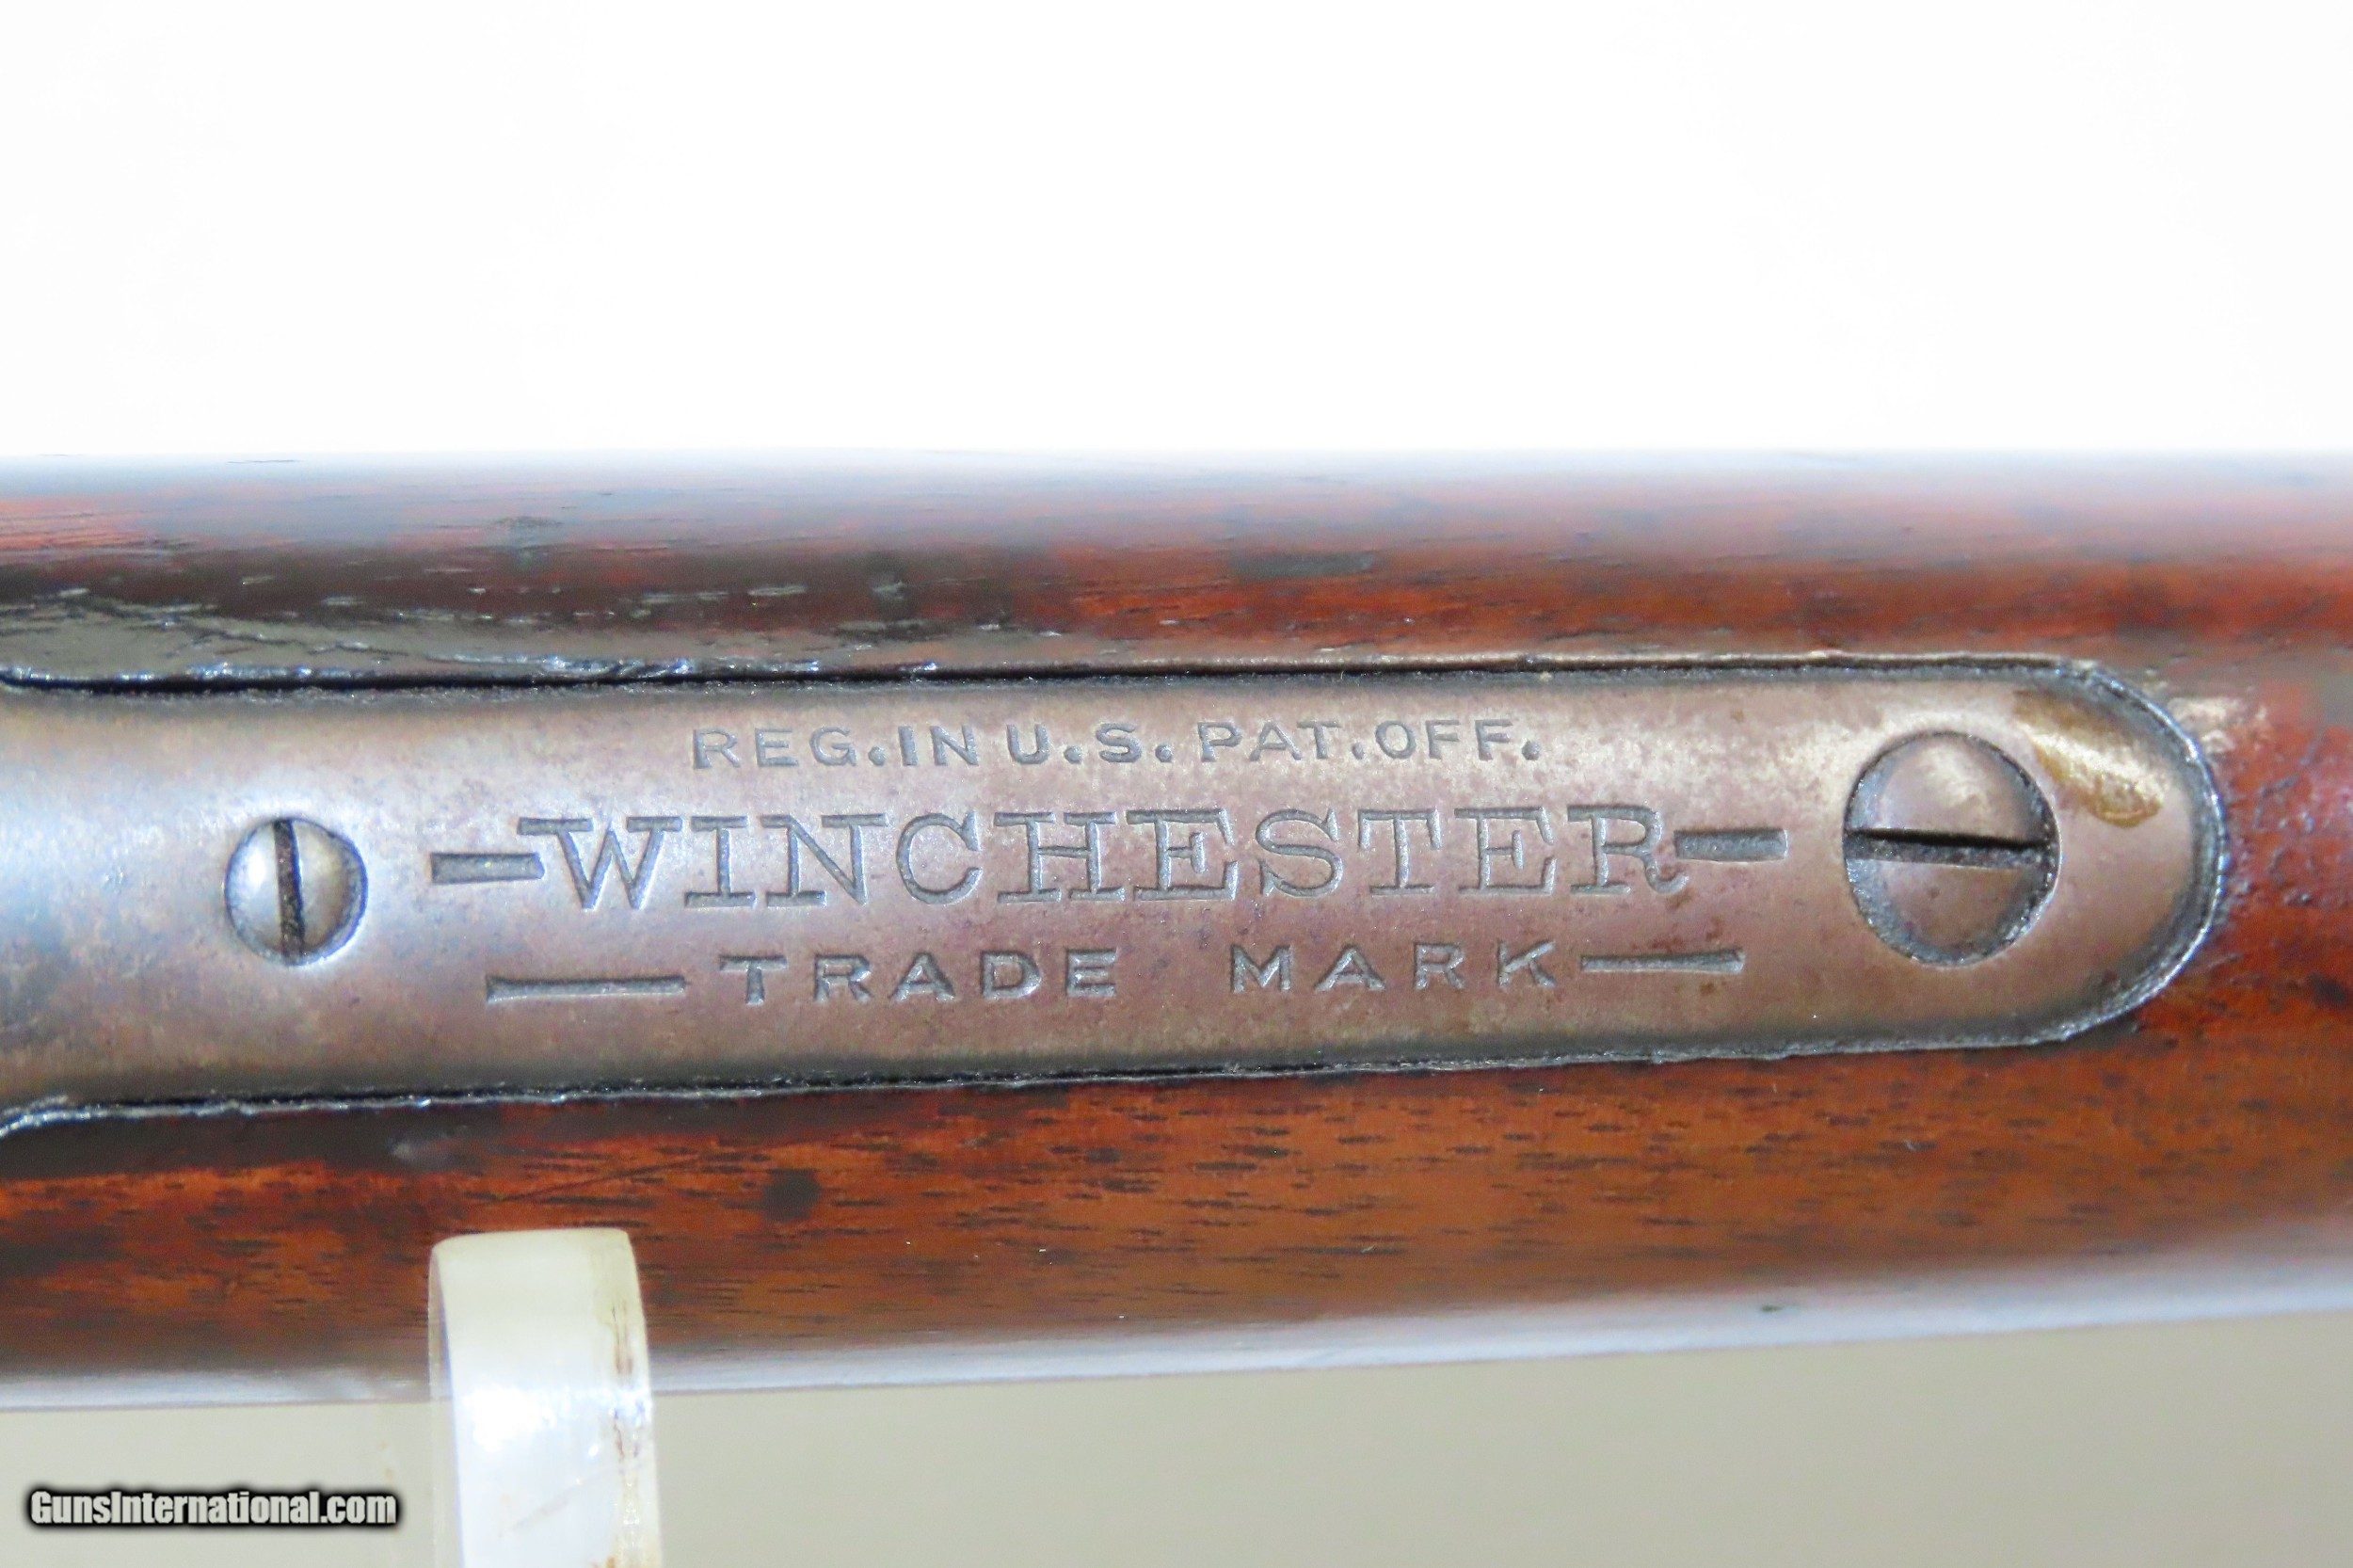 REG.IN U.S. PAT.OFF.
-WINCHESTER-
— TRADE MARK —
GunsInternational.com